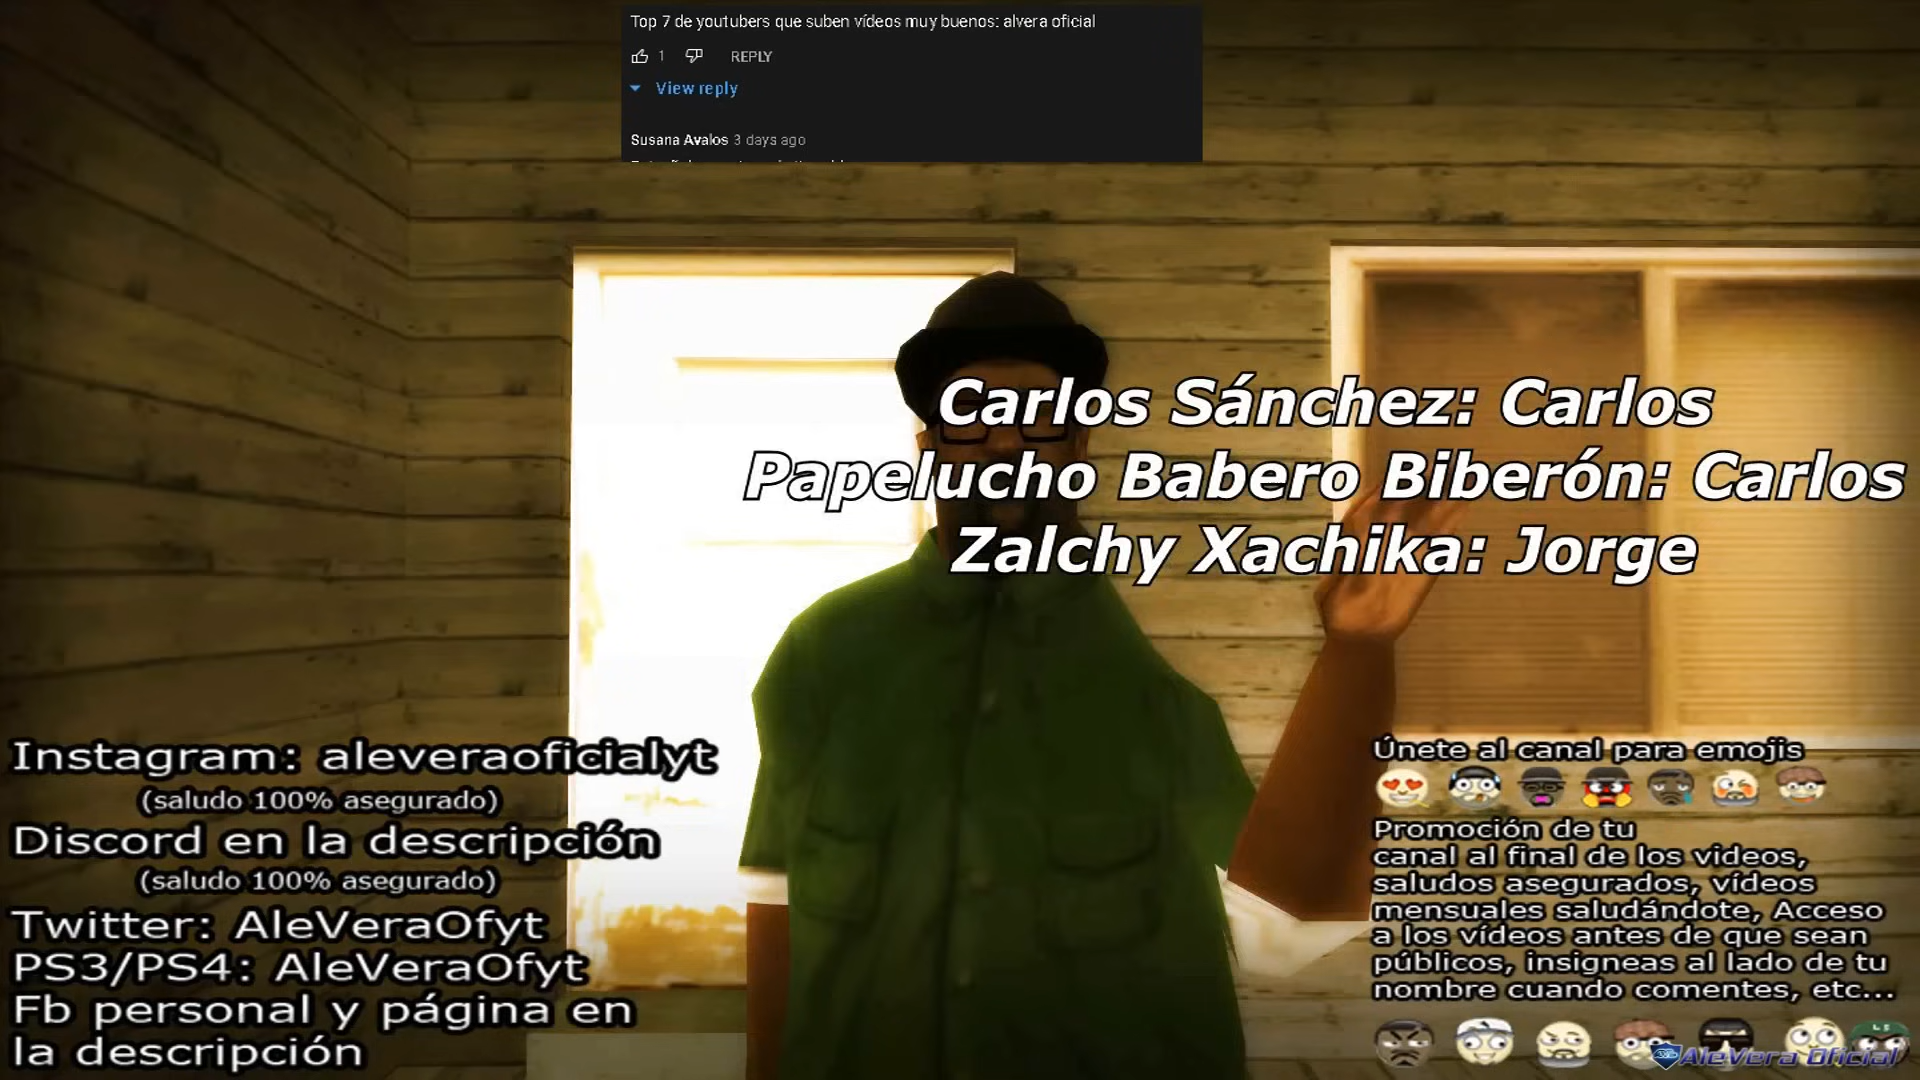 Top 7 de youtubers que suben vídeos muy buenos: alvera oficial
1 REPLY
View reply
Susana Avalos 3 days ago
Carlos Sánchez: Carlos
Papelucho Babero Biberón: Carlos
Zalchy Xachika: Jorge
Instagram: aleveraoficialyt
(saludo 100% asegurado)
Discord en la descripción
(saludo 100% asegurado)
Twitter: AleVeraOfyt
PS3/PS4: AleVeraOfyt
Fb personal y página en
la descripción
Únete al canal para emojis
Promoción de tu
canal al final de los videos,
saludos asegurados, vídeos
mensuales saludándote, Acceso
a los vídeos antes de que sean
públicos, insigneas al lado de tu
nombre cuando comentes, etc...
AleVera Oficial